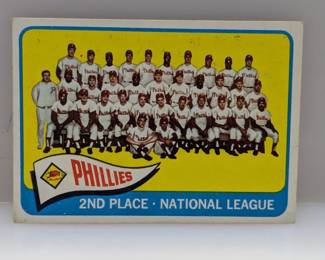 PHILLIES
2ND PLACE · NATIONAL LEAGUE